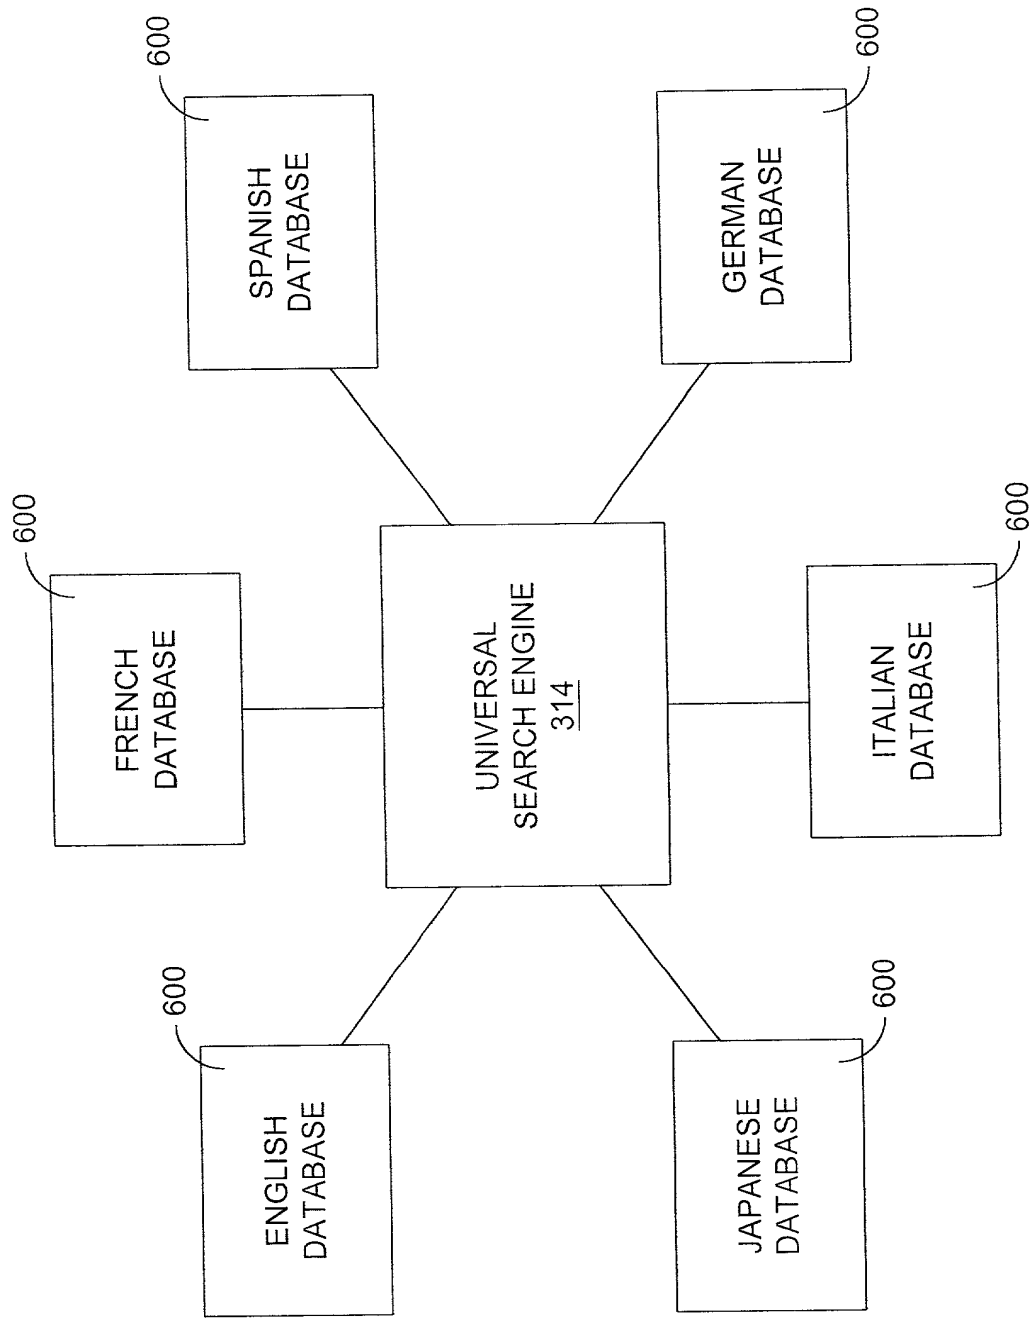 600
FRENCH
DATABASE
600
ENGLISH
DATABASE
600
SPANISH
DATABASE
UNIVERSAL
SEARCH ENGINE
314
600
JAPANESE
DATABASE
600
GERMAN
DATABASE
600
ITALIAN
DATABASE